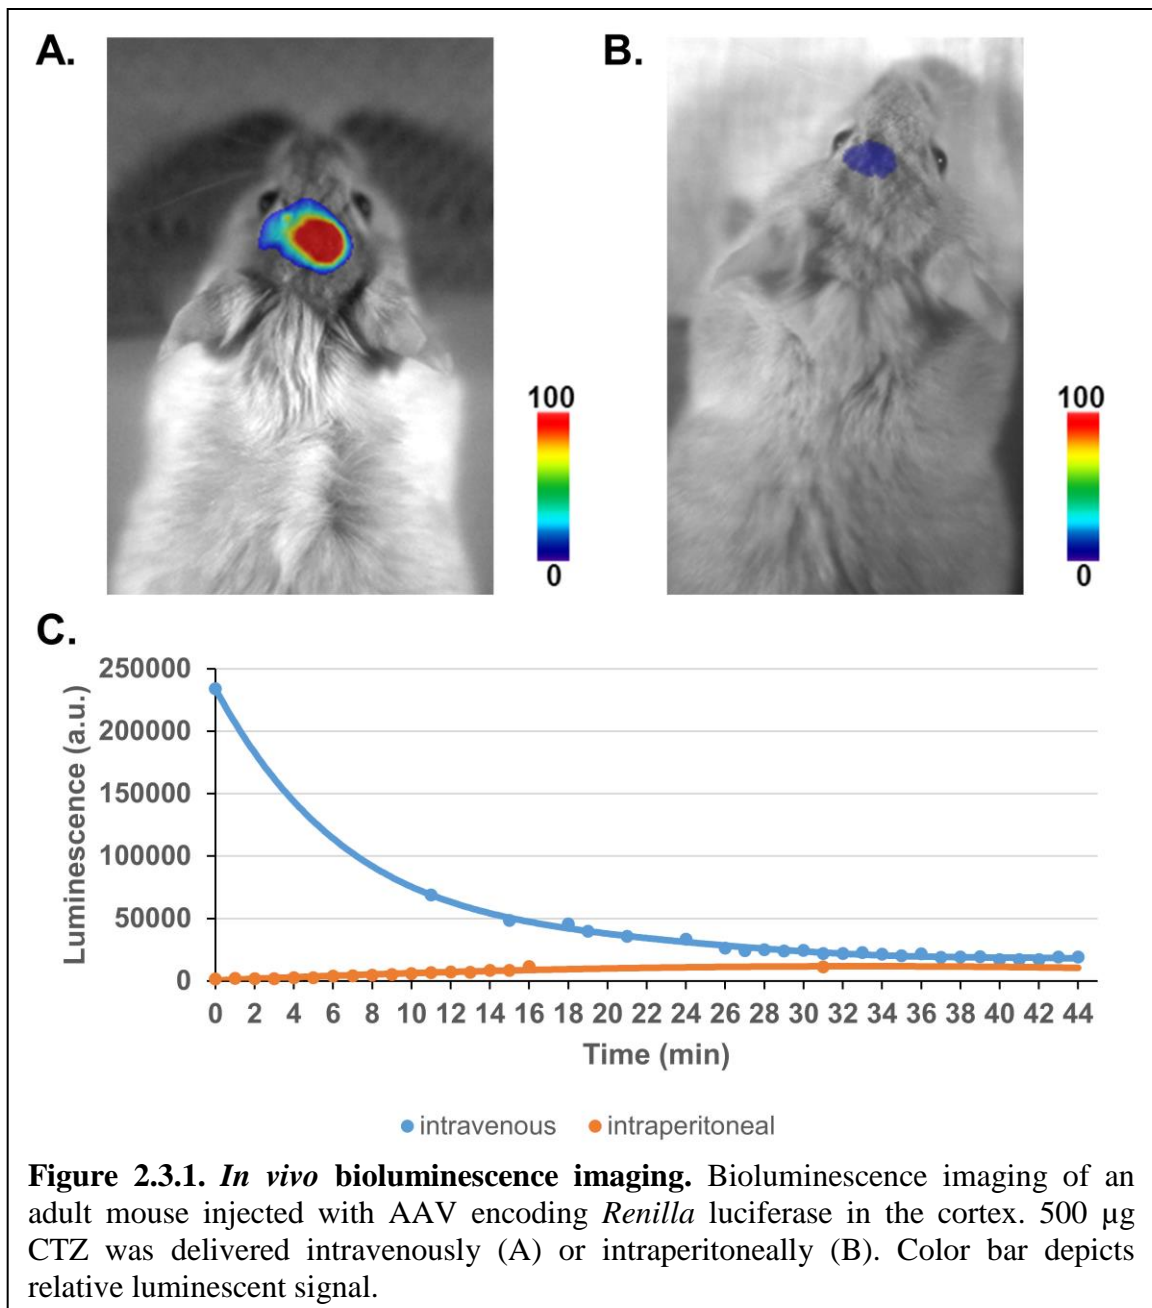 A.
B.
100
0
100
0
C.
250000
200000
150000
100000
50000
0
Luminescence (a.u.)
0 2 4 6 8 10 12 14 16 18 20 22 24 26 28 30 32 34 36 38 40 42 44
Time (min)
intravenous intraperitoneal
Figure 2.3.1. In vivo bioluminescence imaging. Bioluminescence imaging of an
adult mouse injected with AAV encoding Renilla luciferase in the cortex. 500 µg
CTZ was delivered intravenously (A) or intraperitoneally (B). Color bar depicts
relative luminescent signal.